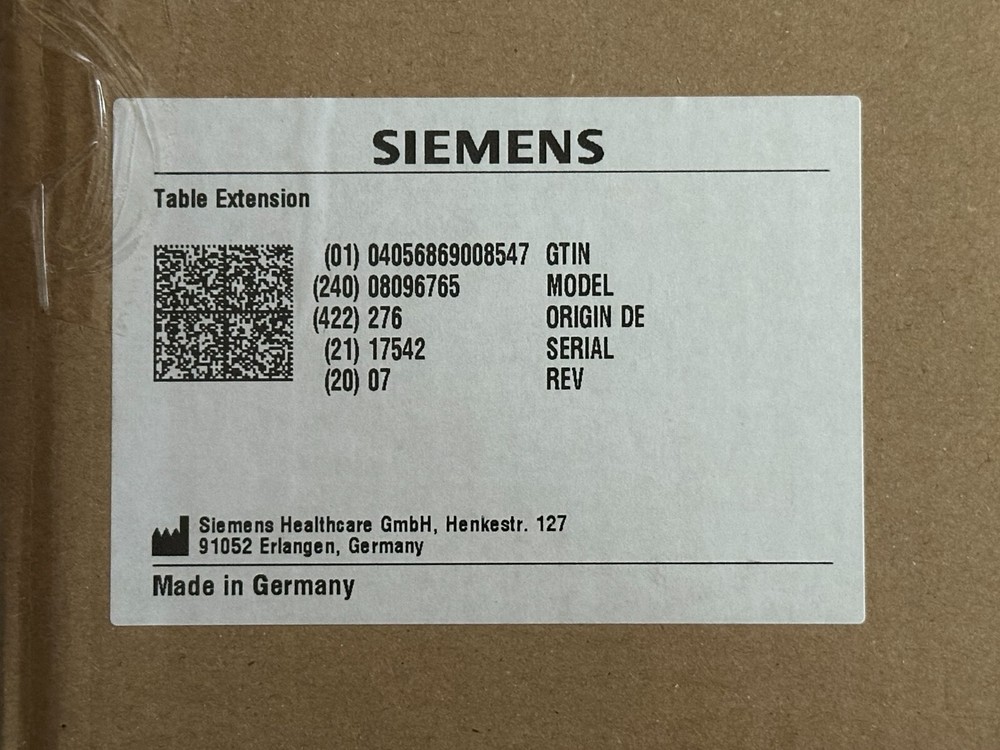 SIEMENS
Table Extension
(01) 04056869008547 GTIN
(240) 08096765 MODEL
(422) 276 ORIGIN DE
(21) 17542 SERIAL
(20) 07 REV
Siemens Healthcare GmbH, Henkestr. 127
91052 Erlangen, Germany
Made in Germany